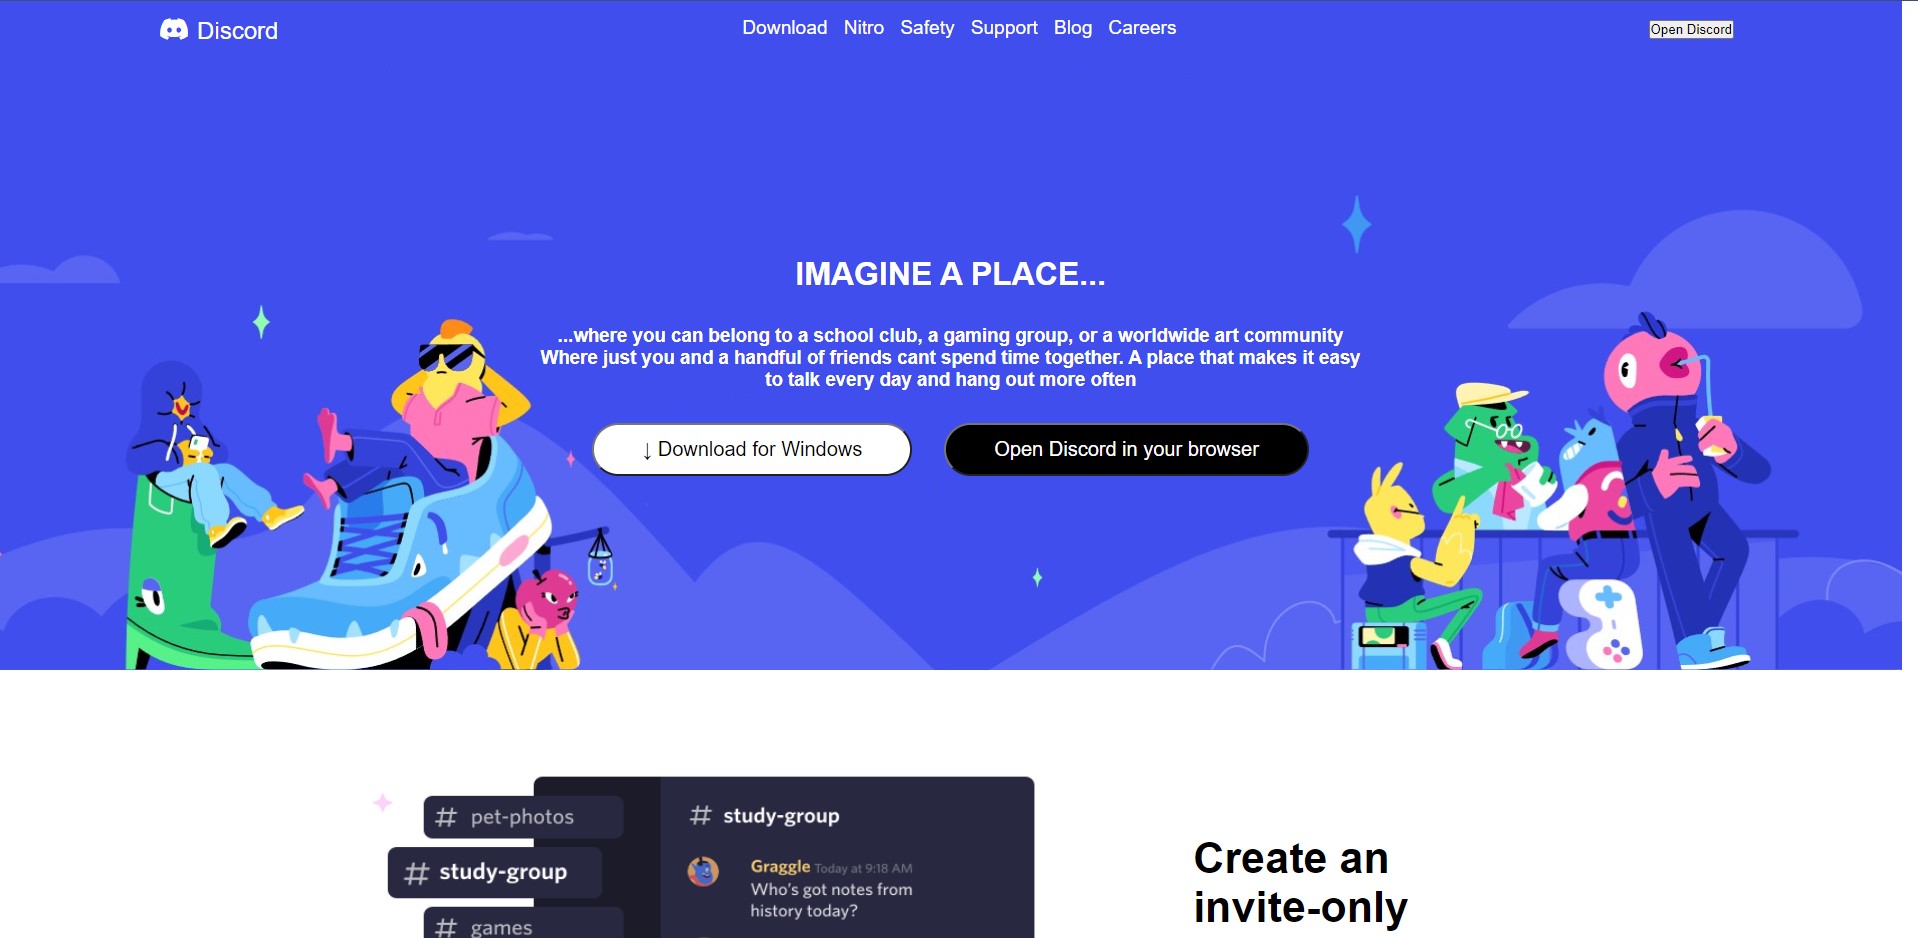 Discord
Download Nitro Safety Support Blog Careers
Open Discord
IMAGINE A PLACE...
...where you can belong to a school club, a gaming group, or a worldwide art community
Where just you and a handful of friends cant spend time together. A place that makes it easy
to talk every day and hang out more often
↓ Download for Windows
Open Discord in your browser
# pet-photos
# study-group
# games
# study-group
Graggle Today at 9:18 AM
Who's got notes from
history today?
Create an
invite-only